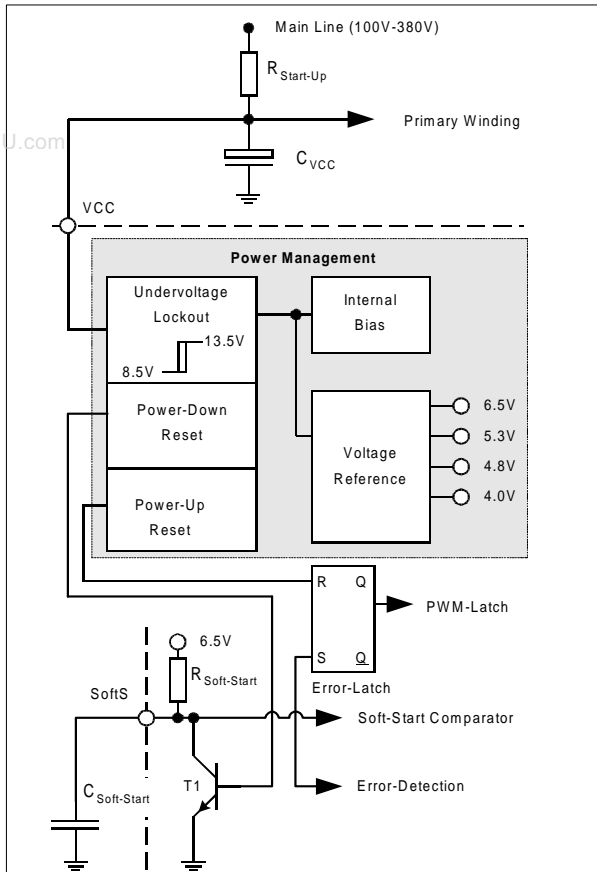 Main Line (100V-380V)
R Start-Up
Primary Winding
U.com
C VCC
VCC
Power Management
Undervoltage
Lockout
13.5V
8.5V
Internal
Bias
Power-Down
Reset
Voltage
Reference
6.5V
5.3V
4.8V
4.0V
Power-Up
Reset
R Q
PWM-Latch
S Q
Error-Latch
6.5V
R Soft-Start
SoftS
Soft-Start Comparator
T1
Error-Detection
C Soft-Start